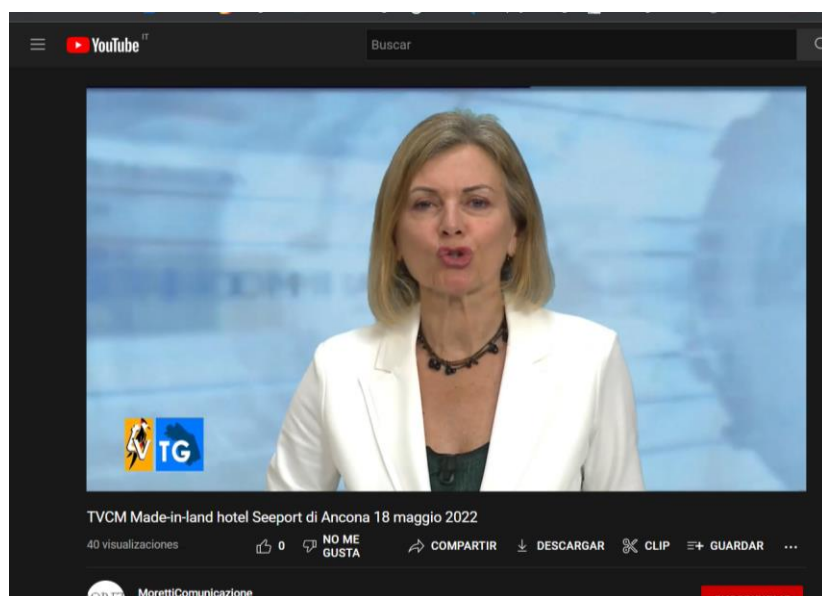 YouTube IT
Buscar
TG
TVCM Made-in-land hotel Seeport di Ancona 18 maggio 2022
40 visualizaciones 0 NO ME GUSTA COMPARTIR DESCARGAR CLIP GUARDAR ...
MorettiComunicazione